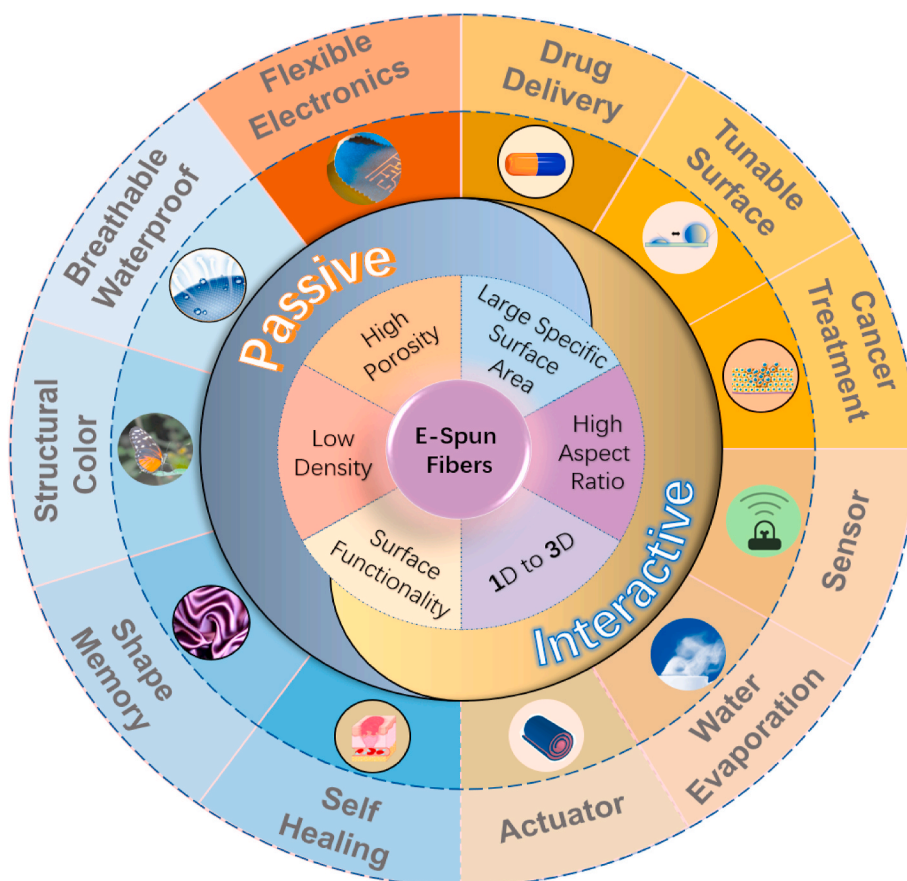 Flexible
Electronics
Drug
Delivery
Tunable
Surface
Cancer
Treatment
Sensor
Water
Evaporation
Actuator
Self
Healing
Shape
Memory
Structural
Color
Breathable
Waterproof
Passive
Interactive
High
Porosity
Large Specific
Surface
Area
High
Aspect
Ratio
1D to 3D
Surface
Functionality
Low
Density
E-Spun
Fibers